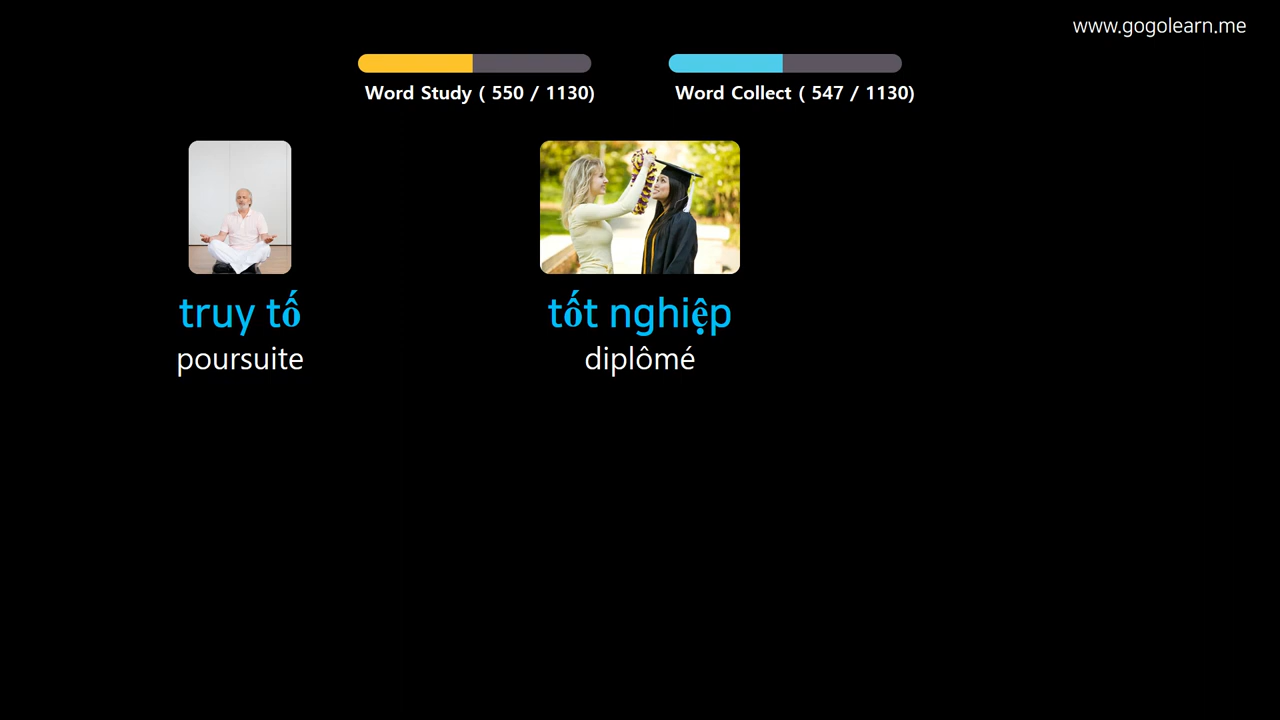 www.gogolearn.me
Word Study ( 550 / 1130)
Word Collect ( 547 / 1130)
truy tố
poursuite
tốt nghiệp
diplômé